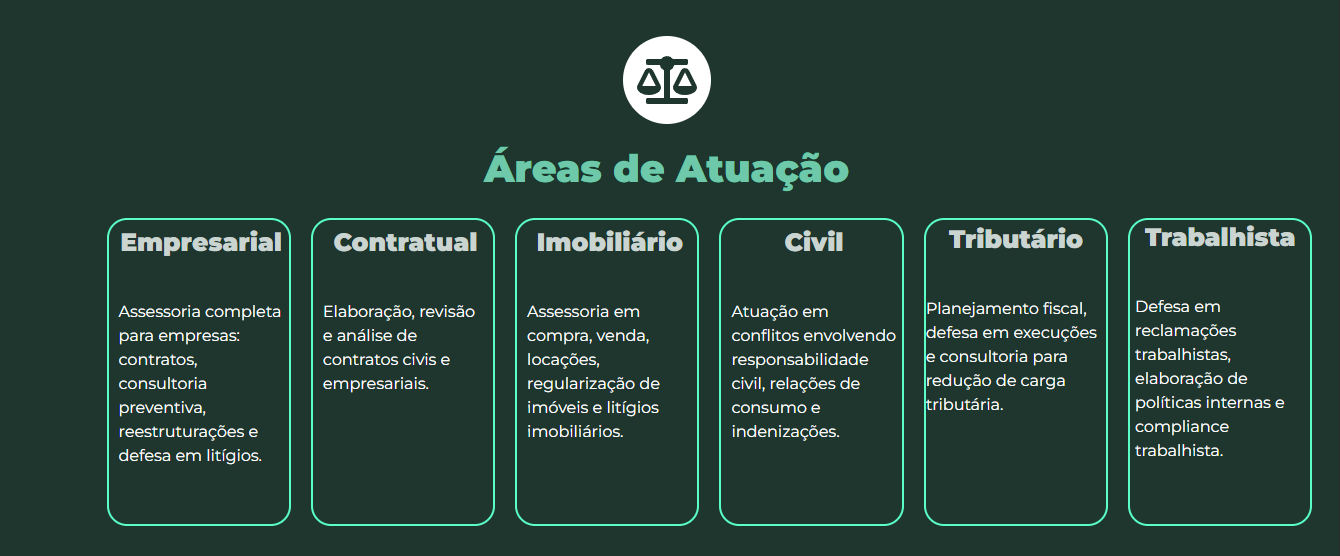 Áreas de Atuação
Empresarial
Assessoria completa
para empresas:
contratos,
consultoria
preventiva,
reestruturações e
defesa em litígios.
Contratual
Elaboração, revisão
e análise de
contratos civis e
empresariais.
Imobiliário
Assessoria em
compra, venda,
locações,
regularização de
imóveis e litígios
imobiliários.
Civil
Atuação em
conflitos envolvendo
responsabilidade
civil, relações de
consumo e
indenizações.
Tributário
Planejamento fiscal,
defesa em execuções
e consultoria para
redução de carga
tributária.
Trabalhista
Defesa em
reclamações
trabalhistas,
elaboração de
políticas internas e
compliance
trabalhista.